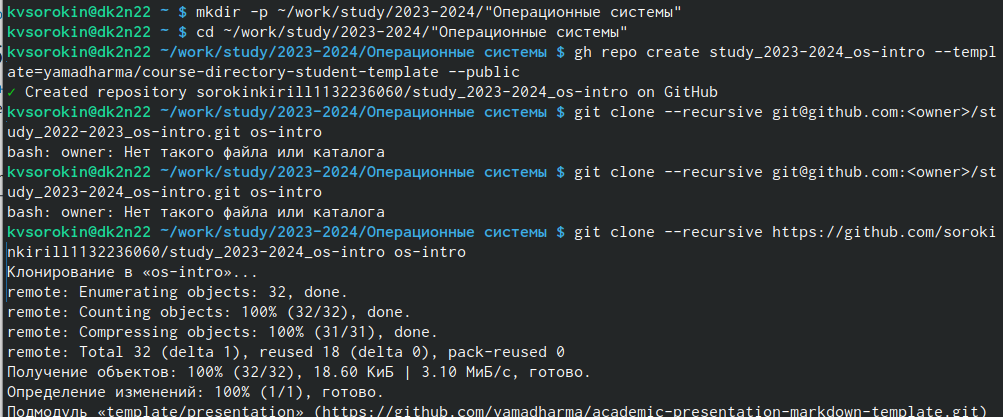 kvsorokin@dk2n22 ~ $ mkdir -p ~/work/study/2023-2024/"Операционные системы"
kvsorokin@dk2n22 ~ $ cd ~/work/study/2023-2024/"Операционные системы"
kvsorokin@dk2n22 ~/work/study/2023-2024/Операционные системы $ gh repo create study_2023-2024_os-intro --templ
ate=yamadharma/course-directory-student-template --public
✓ Created repository sorokinkirill1132236060/study_2023-2024_os-intro on GitHub
kvsorokin@dk2n22 ~/work/study/2023-2024/Операционные системы $ git clone --recursive git@github.com:<owner>/st
udy_2022-2023_os-intro.git os-intro
bash: owner: Нет такого файла или каталога
kvsorokin@dk2n22 ~/work/study/2023-2024/Операционные системы $ git clone --recursive git@github.com:<owner>/st
udy_2023-2024_os-intro.git os-intro
bash: owner: Нет такого файла или каталога
kvsorokin@dk2n22 ~/work/study/2023-2024/Операционные системы $ git clone --recursive https://github.com/soroki
nkirill1132236060/study_2023-2024_os-intro os-intro
Клонирование в «os-intro»...
remote: Enumerating objects: 32, done.
remote: Counting objects: 100% (32/32), done.
remote: Compressing objects: 100% (31/31), done.
remote: Total 32 (delta 1), reused 18 (delta 0), pack-reused 0
Получение объектов: 100% (32/32), 18.60 КиБ | 3.10 МиБ/с, готово.
Определение изменений: 100% (1/1), готово.
Подмодуль «template/presentation» (https://github.com/yamadharma/academic-presentation-markdown-template.git)